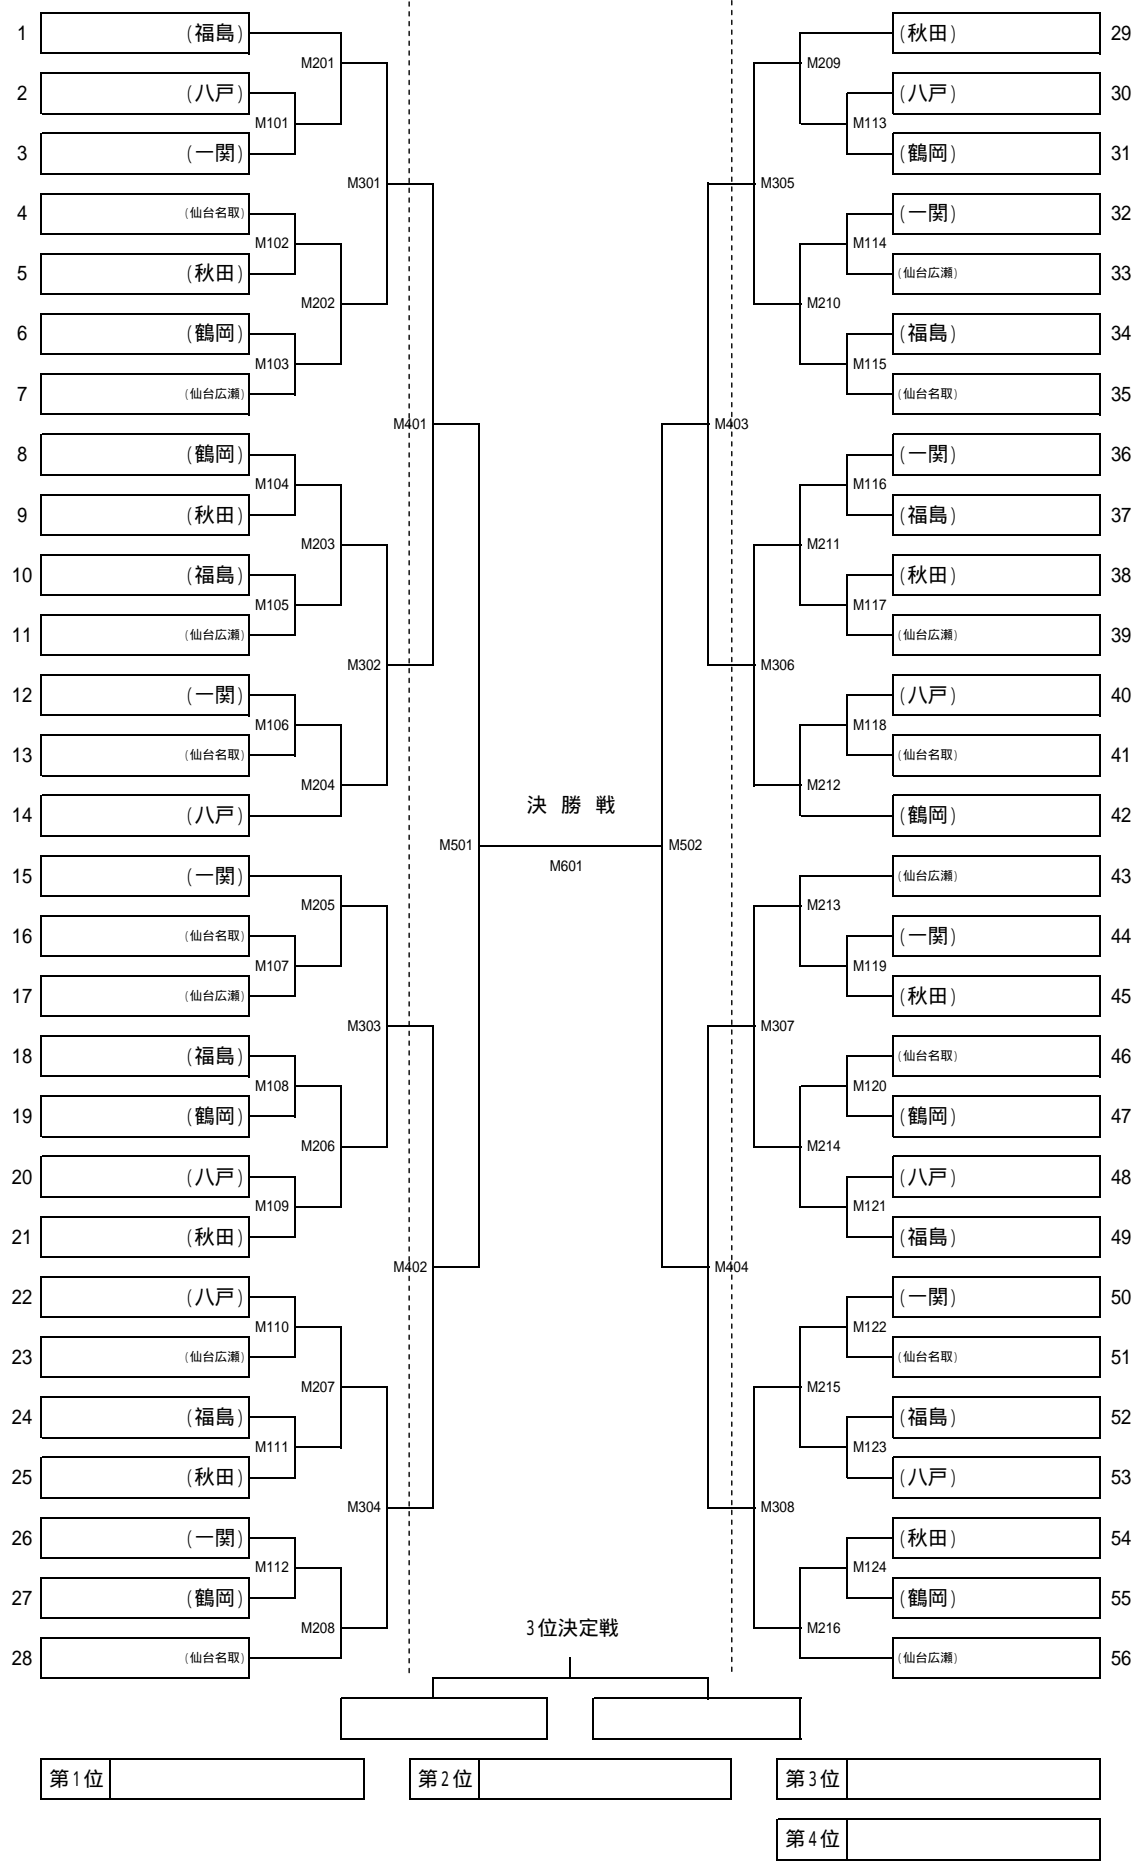 1 (福島) (秋田) 29
M201 M209
2 (八戸) (八戸) 30
M101 M113
3 (一関) (鶴岡) 31
M301 M305
4 (仙台名取) (一関) 32
M102 M114
5 (秋田) (仙台広瀬) 33
M202 M210
6 (鶴岡) (福島) 34
M103 M115
7 (仙台広瀬) (仙台名取) 35
M401 M403
8 (鶴岡) (一関) 36
M104 M116
9 (秋田) (福島) 37
M203 M211
10 (福島) (秋田) 38
M105 M117
11 (仙台広瀬) (仙台広瀬) 39
M302 M306
12 (一関) (八戸) 40
M106 M118
13 (仙台名取) (仙台名取) 41
M204 M212
14 (八戸) 決勝戦 (鶴岡) 42
M501 M502
M601
15 (一関) (仙台広瀬) 43
M205 M213
16 (仙台名取) (一関) 44
M107 M119
17 (仙台広瀬) (秋田) 45
M303 M307
18 (福島) (仙台名取) 46
M108 M120
19 (鶴岡) (鶴岡) 47
M206 M214
20 (八戸) (八戸) 48
M109 M121
21 (秋田) (福島) 49
M402 M404
22 (八戸) (一関) 50
M110 M122
23 (仙台広瀬) (仙台名取) 51
M207 M215
24 (福島) (福島) 52
M111 M123
25 (秋田) (八戸) 53
M304 M308
26 (一関) (秋田) 54
M112 M124
27 (鶴岡) (鶴岡) 55
M208 3位決定戦 M216
28 (仙台名取) (仙台広瀬) 56
第1位 第2位 第3位
第4位